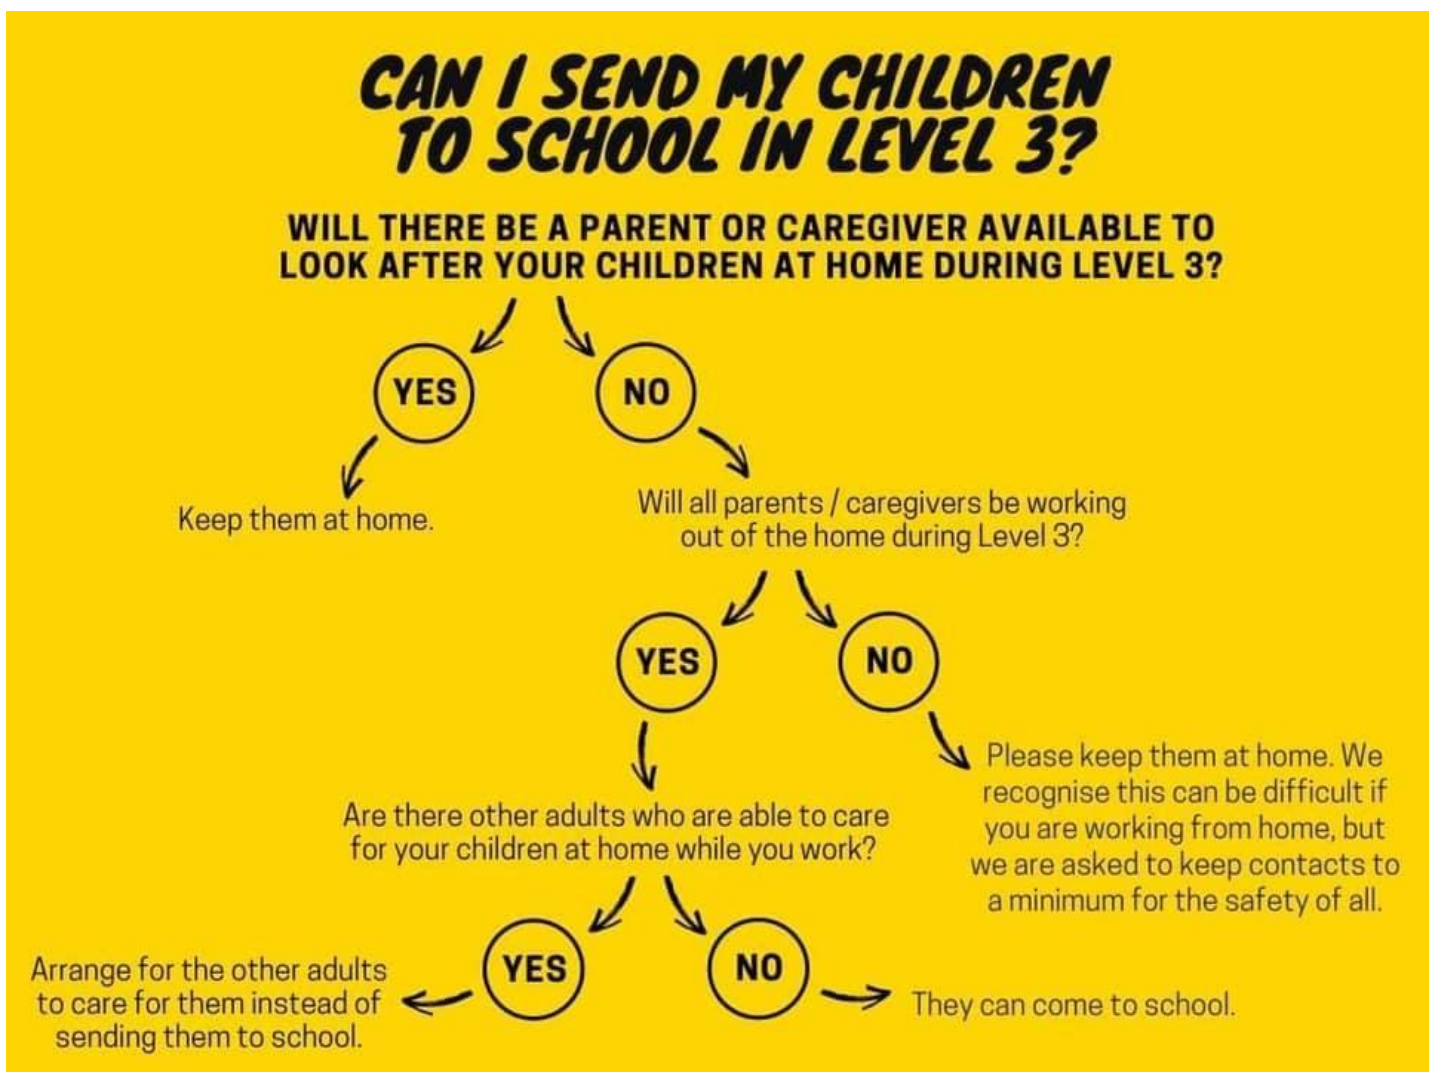 CAN I SEND MY CHILDREN
TO SCHOOL IN LEVEL 3?
WILL THERE BE A PARENT OR CAREGIVER AVAILABLE TO
LOOK AFTER YOUR CHILDREN AT HOME DURING LEVEL 3?
YES
NO
Keep them at home.
Will all parents / caregivers be working
out of the home during Level 3?
YES
NO
Please keep them at home. We
recognise this can be difficult if
you are working from home, but
we are asked to keep contacts to
a minimum for the safety of all.
Are there other adults who are able to care
for your children at home while you work?
YES
NO
Arrange for the other adults
to care for them instead of
sending them to school.
They can come to school.